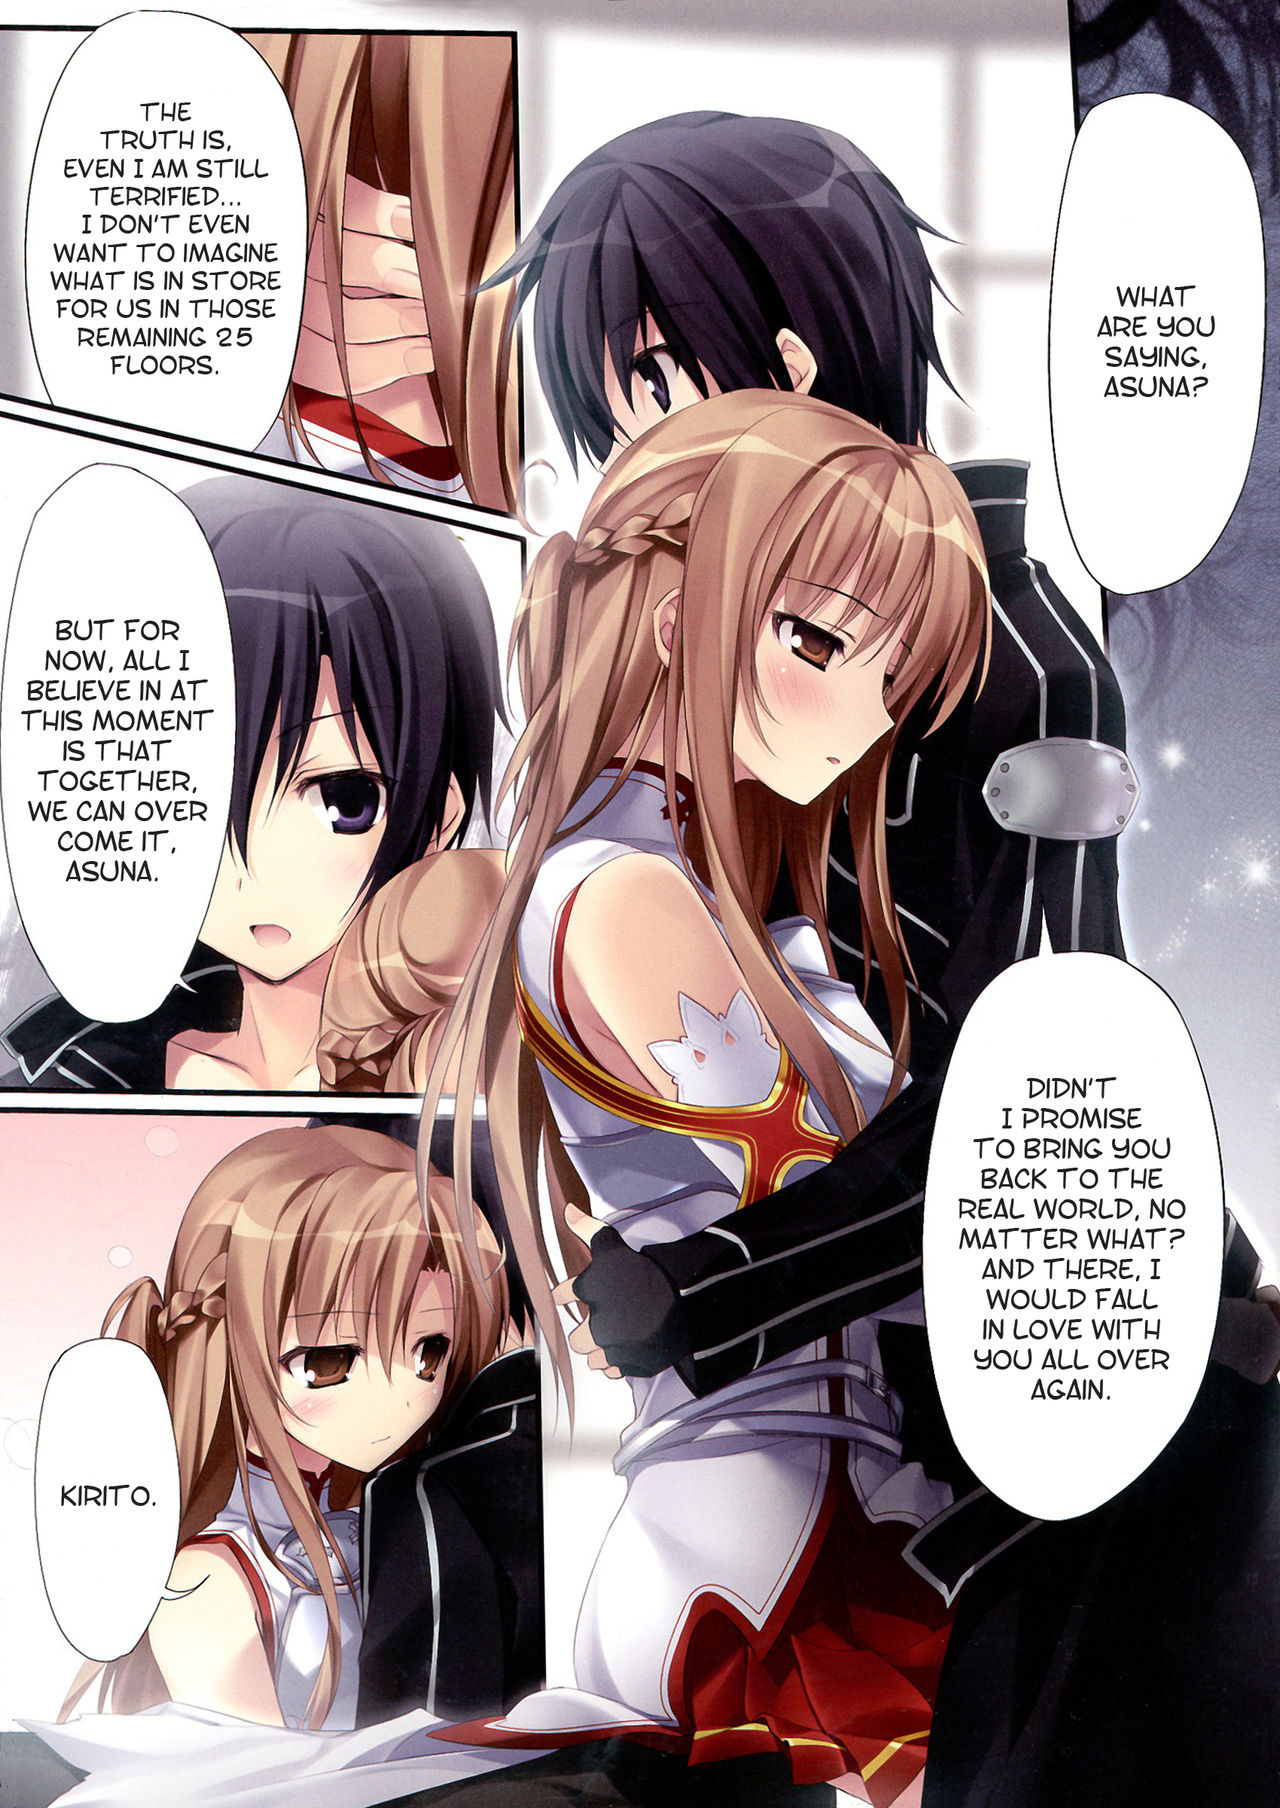 WHAT
ARE YOU
SAYING,
ASUNA?
DIDN'T
I PROMISE
TO BRING YOU
BACK TO THE
REAL WORLD, NO
MATTER WHAT?
AND THERE, I
WOULD FALL
IN LOVE WITH
YOU ALL OVER
AGAIN.
THE
TRUTH IS,
EVEN I AM STILL
TERRIFIED...
I DON'T EVEN
WANT TO IMAGINE
WHAT IS IN STORE
FOR US IN THOSE
REMAINING 25
FLOORS.
BUT FOR
NOW, ALL I
BELIEVE IN AT
THIS MOMENT
IS THAT
TOGETHER,
WE CAN OVER
COME IT,
ASUNA.
KIRITO.